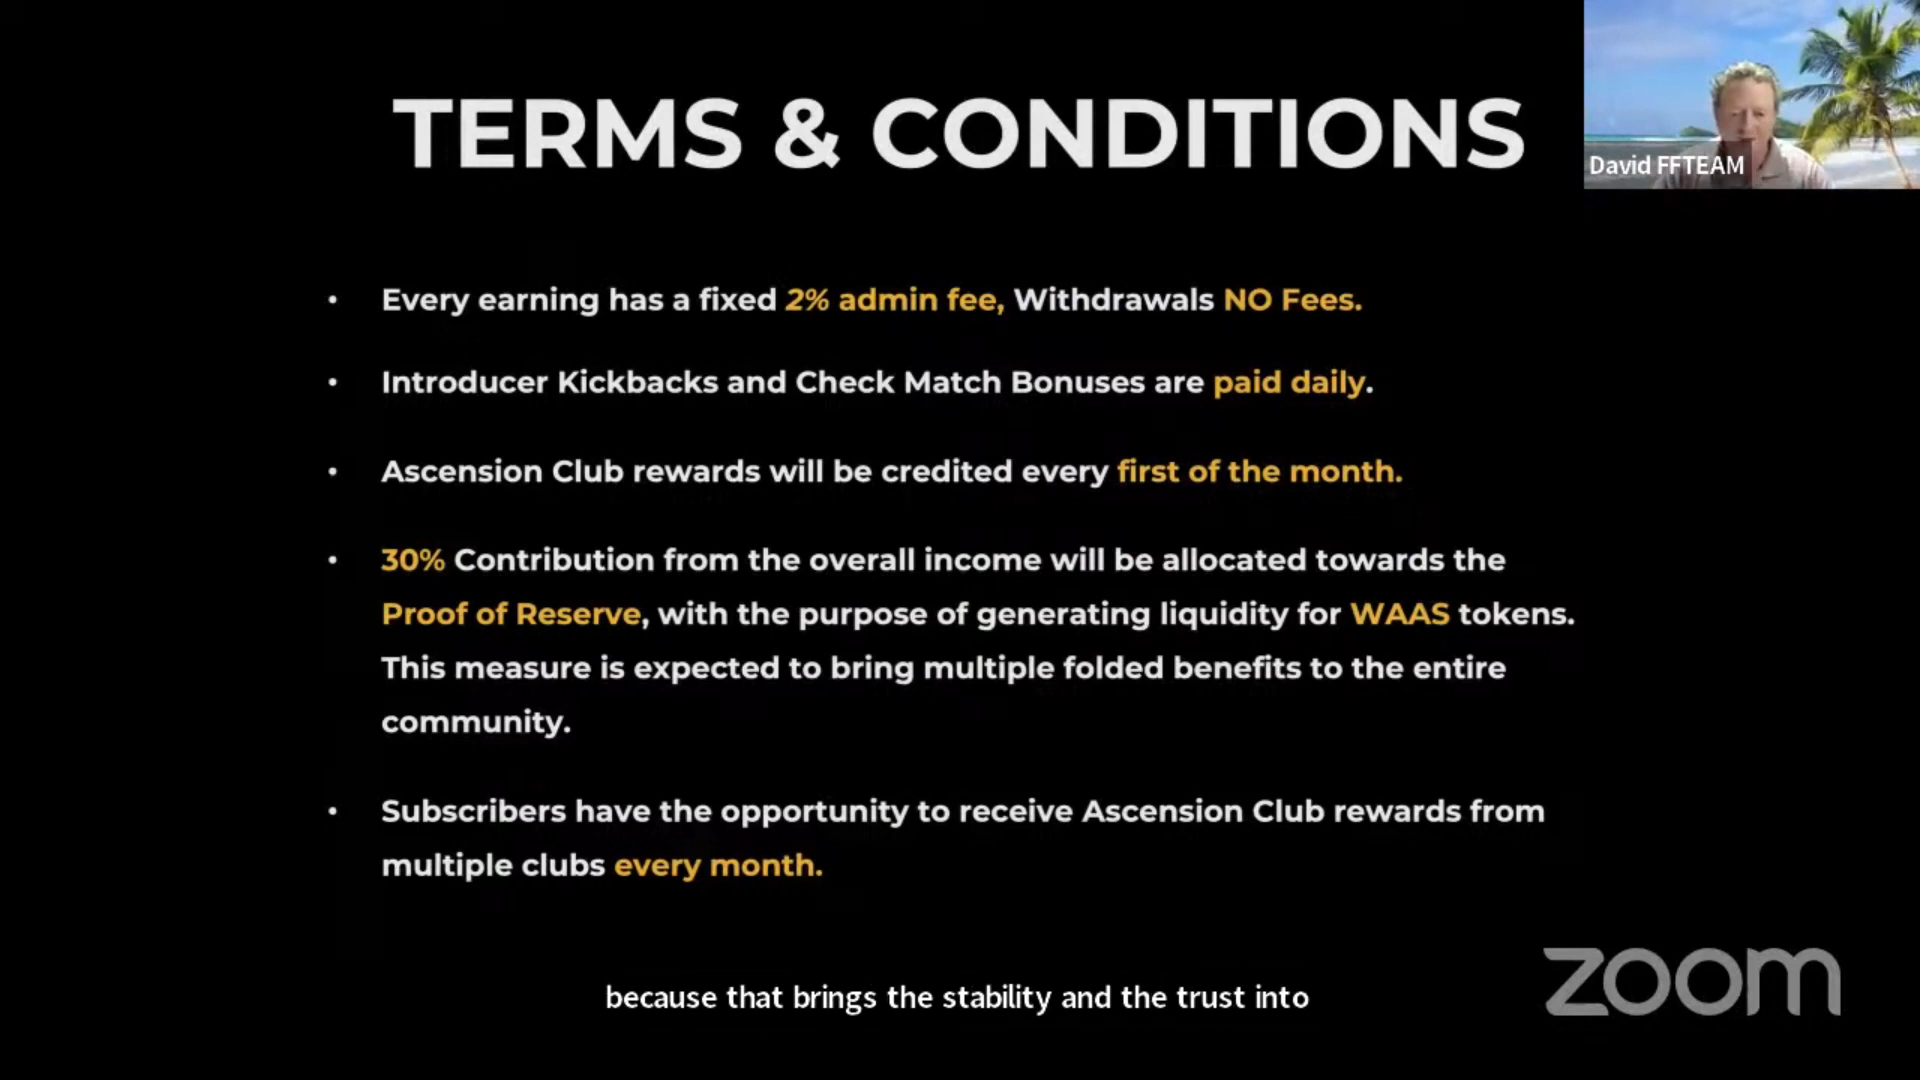 TERMS & CONDITIONS
David FFTEAM
• Every earning has a fixed 2% admin fee, Withdrawals NO Fees.
• Introducer Kickbacks and Check Match Bonuses are paid daily.
• Ascension Club rewards will be credited every first of the month.
• 30% Contribution from the overall income will be allocated towards the
Proof of Reserve, with the purpose of generating liquidity for WAAS tokens.
This measure is expected to bring multiple folded benefits to the entire
community.
• Subscribers have the opportunity to receive Ascension Club rewards from
multiple clubs every month.
because that brings the stability and the trust into
zoom